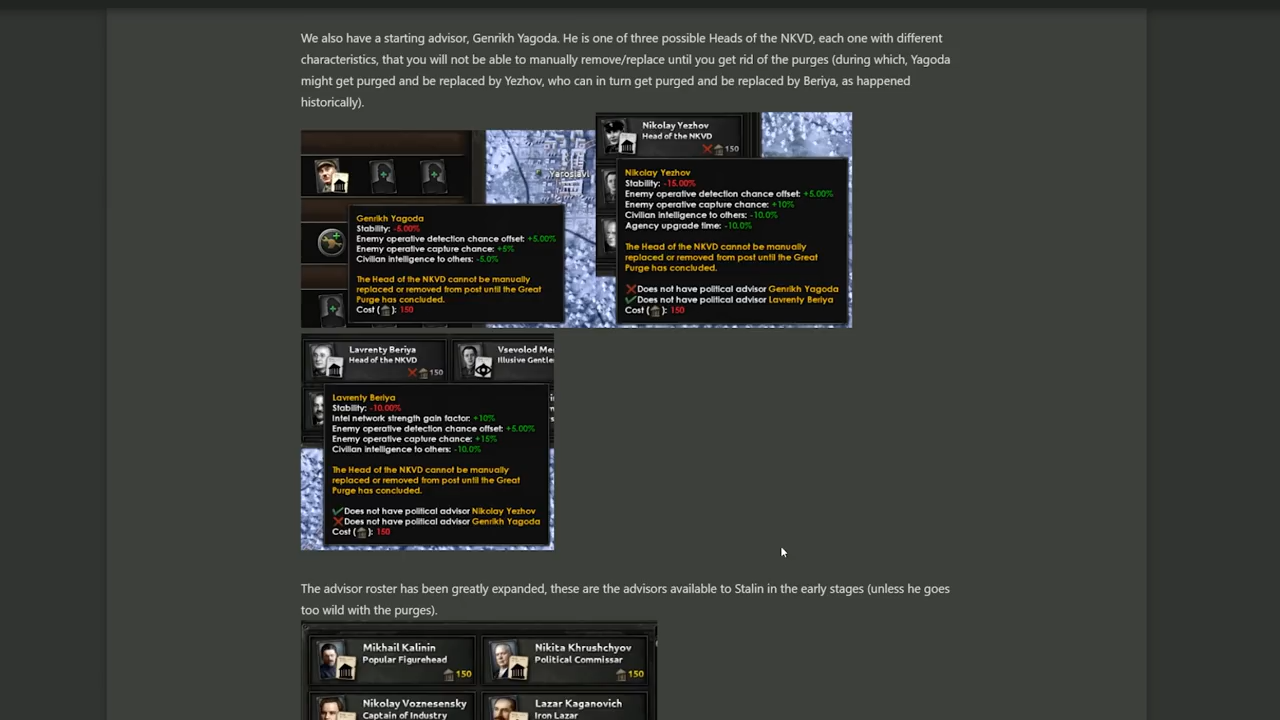 We also have a starting advisor, Genrikh Yagoda. He is one of three possible Heads of the NKVD, each one with different
characteristics, that you will not be able to manually remove/replace until you get rid of the purges (during which, Yagoda
might get purged and be replaced by Yezhov, who can in turn get purged and be replaced by Beriya, as happened
historically).
Yaroslavl
Genrikh Yagoda
Stability: -5.00%
Enemy operative detection chance offset: +5.00%
Enemy operative capture chance: +5%
Civilian intelligence to others: -5.0%
The Head of the NKVD cannot be manually
replaced or removed from post until the Great
Purge has concluded.
Cost ( ): 150
Nikolay Yezhov
Head of the NKVD
150
Nikolay Yezhov
Stability: -15.00%
Enemy operative detection chance offset: +5.00%
Enemy operative capture chance: +10%
Civilian intelligence to others: -10.0%
Agency upgrade time: -10.0%
The Head of the NKVD cannot be manually
replaced or removed from post until the Great
Purge has concluded.
Does not have political advisor Genrikh Yagoda
Does not have political advisor Lavrenty Beriya
Cost ( ): 150
Lavrenty Beriya
Head of the NKVD
150
Vsevolod Me
Illusive Gentle
Lavrenty Beriya
Stability: -10.00%
Intel network strength gain factor: +10%
Enemy operative detection chance offset: +5.00%
Enemy operative capture chance: +15%
Civilian intelligence to others: -10.0%
The Head of the NKVD cannot be manually
replaced or removed from post until the Great
Purge has concluded.
Does not have political advisor Nikolay Yezhov
Does not have political advisor Genrikh Yagoda
Cost ( ): 150
The advisor roster has been greatly expanded, these are the advisors available to Stalin in the early stages (unless he goes
too wild with the purges).
Mikhail Kalinin
Popular Figurehead
150
Nikita Khrushchyov
Political Commissar
150
Nikolay Voznesensky
Captain of Industry
Lazar Kaganovich
Iron Lazar